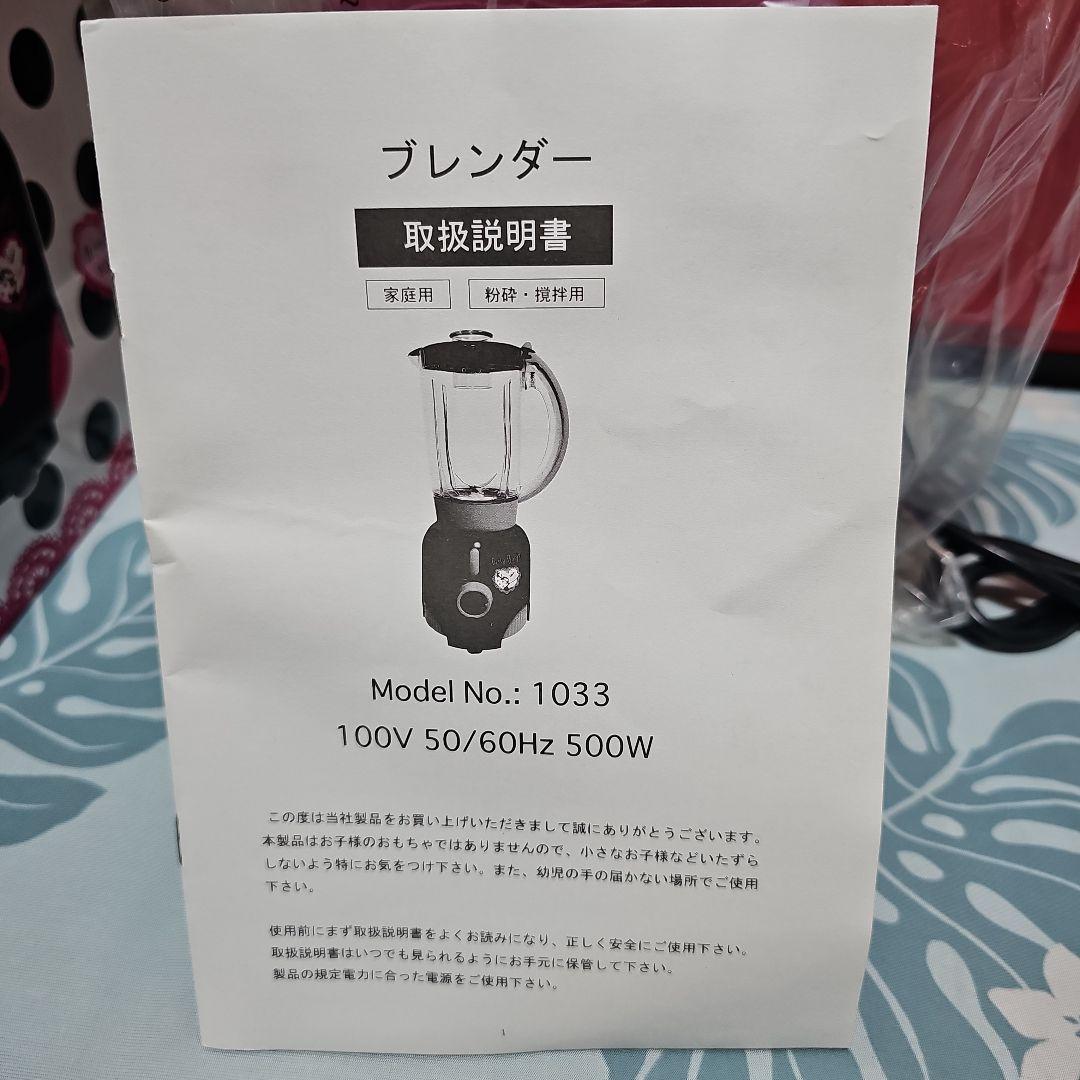 ブレンダー
取扱説明書
家庭用
粉砕・撹拌用
Model No.: 1033
100V 50/60Hz 500W
この度は当社製品をお買い上げいただきまして誠にありがとうございます。
本製品はお子様のおもちゃではありませんので、小さなお子様などいたずら
しないよう特にお気をつけ下さい。また、幼児の手の届かない場所でご使用
下さい。
使用前にまず取扱説明書をよくお読みになり、正しく安全にご使用下さい。
取扱説明書はいつでも見られるようにお手元に保管して下さい。
製品の規定電力に合った電源をご使用下さい。
1